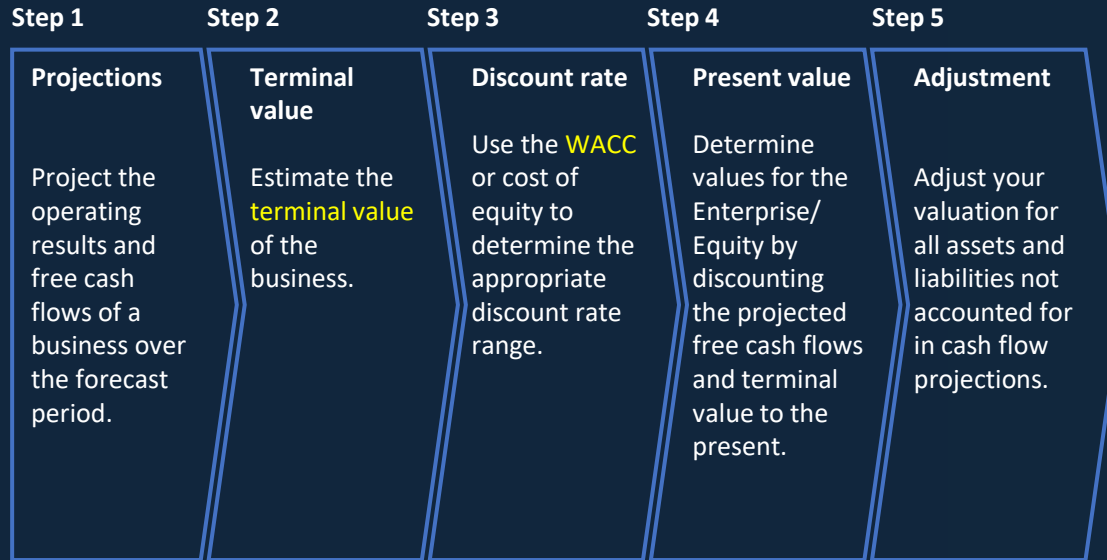 Step 1
Step 2
Step 3
Step 4
Step 5
Projections
Project the
operating
results and
free cash
flows of a
business over
the forecast
period.
Terminal
value
Estimate the
terminal value
of the
business.
Discount rate
Use the WACC
or cost of
equity to
determine the
appropriate
discount rate
range.
Present value
Determine
values for the
Enterprise/
Equity by
discounting
the projected
free cash flows
and terminal
value to the
present.
Adjustment
Adjust your
valuation for
all assets and
liabilities not
accounted for
in cash flow
projections.